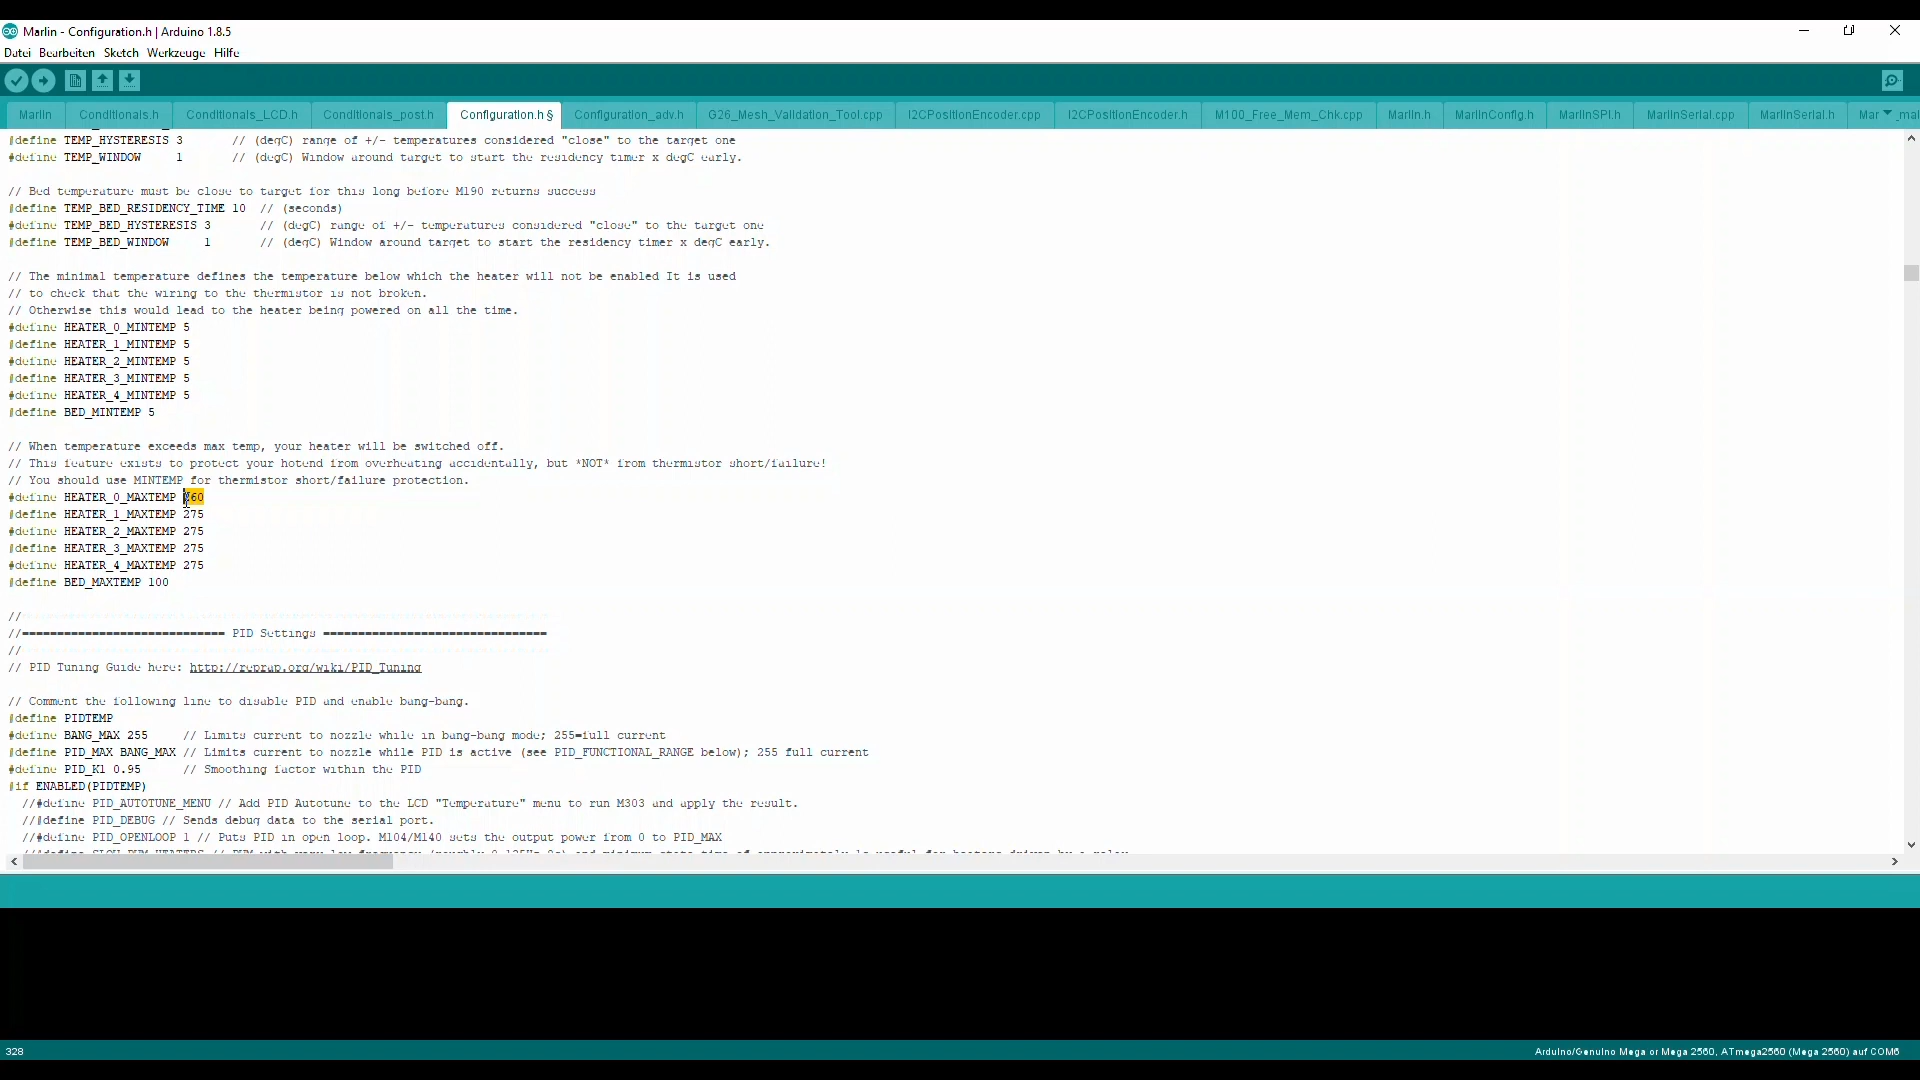 Marlin - Configuration.h | Arduino 1.8.5
Datei Bearbeiten Sketch Werkzeuge Hilfe
Marlin Conditionals.h Conditionals_LCD.h Conditionals_post.h Configuration.h § Configuration_adv.h G26_Mesh_Validation_Tool.cpp I2CPositionEncoder.cpp I2CPositionEncoder.h M100_Free_Mem_Chk.cpp Marlin.h MarlinConfig.h MarlinSPI.h MarlinSerial.cpp MarlinSerial.h Mar
#define TEMP_HYSTERESIS 3 // (degC) range of +/- temperatures considered "close" to the target one
#define TEMP_WINDOW 1 // (degC) Window around target to start the residency timer x degC early.
// Bed temperature must be close to target for this long before M190 returns success
#define TEMP_BED_RESIDENCY_TIME 10 // (seconds)
#define TEMP_BED_HYSTERESIS 3 // (degC) range of +/- temperatures considered "close" to the target one
#define TEMP_BED_WINDOW 1 // (degC) Window around target to start the residency timer x degC early.
// The minimal temperature defines the temperature below which the heater will not be enabled It is used
// to check that the wiring to the thermistor is not broken.
// Otherwise this would lead to the heater being powered on all the time.
#define HEATER_0_MINTEMP 5
#define HEATER_1_MINTEMP 5
#define HEATER_2_MINTEMP 5
#define HEATER_3_MINTEMP 5
#define HEATER_4_MINTEMP 5
#define BED_MINTEMP 5
// When temperature exceeds max temp, your heater will be switched off.
// This feature exists to protect your hotend from overheating accidentally, but *NOT* from thermistor short/failure!
// You should use MINTEMP for thermistor short/failure protection.
#define HEATER_0_MAXTEMP 260
#define HEATER_1_MAXTEMP 275
#define HEATER_2_MAXTEMP 275
#define HEATER_3_MAXTEMP 275
#define HEATER_4_MAXTEMP 275
#define BED_MAXTEMP 100
//
//============================= PID Settings ================================
//
// PID Tuning Guide here: http://reprap.org/wiki/PID_Tuning
// Comment the following line to disable PID and enable bang-bang.
#define PIDTEMP
#define BANG_MAX 255 // Limits current to nozzle while in bang-bang mode; 255=full current
#define PID_MAX BANG_MAX // Limits current to nozzle while PID is active (see PID_FUNCTIONAL_RANGE below); 255 full current
#define PID_K1 0.95 // Smoothing factor within the PID
#if ENABLED(PIDTEMP)
//#define PID_AUTOTUNE_MENU // Add PID Autotune to the LCD "Temperature" menu to run M303 and apply the result.
//#define PID_DEBUG // Sends debug data to the serial port.
//#define PID_OPENLOOP 1 // Puts PID in open loop. M104/M140 sets the output power from 0 to PID_MAX
328
Arduino/Genuino Mega or Mega 2560, ATmega2560 (Mega 2560) auf COM6